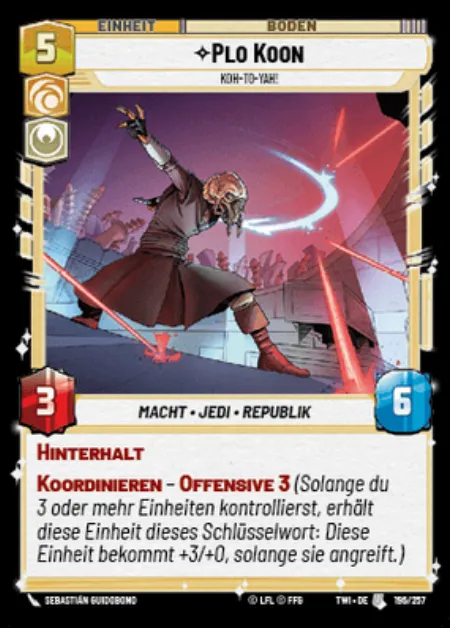 EINHEIT
BODEN
5
PLO KOON
KOH-TO-YAH!
3
MACHT • JEDI • REPUBLIK
6
HINTERHALT
KOORDINIEREN – OFFENSIVE 3 (Solange du
3 oder mehr Einheiten kontrollierst, erhält
diese Einheit dieses Schlüsselwort: Diese
Einheit bekommt +3/+0, solange sie angreift.)
SEBASTIÁN GUIDOBONO
© LFL © FFG
TWI • DE
196/257